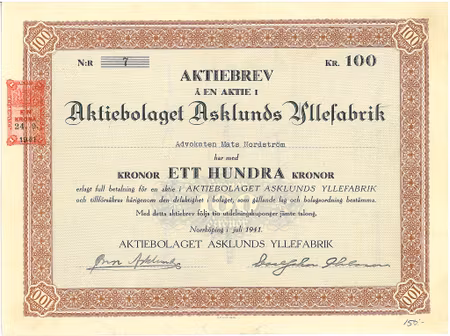 100 100
N:R 7 KR. 100
AKTIEBREV
Å EN AKTIE I
Aktiebolaget Asklunds Yllefabrik
Advokaten Mats Nordström
har med
KRONOR ETT HUNDRA KRONOR
erlagt full betalning för en aktie i AKTIEBOLAGET ASKLUNDS YLLEFABRIK
och tillförsäkras härigenom den delaktighet i bolaget, som gällande lag och bolagsordning bestämma.
Med detta aktiebrev följa tio utdelningskuponger jämte talong.
Norrköping i juli 1941.
AKTIEBOLAGET ASKLUNDS YLLEFABRIK
100 100
150:-
KRONA
1941